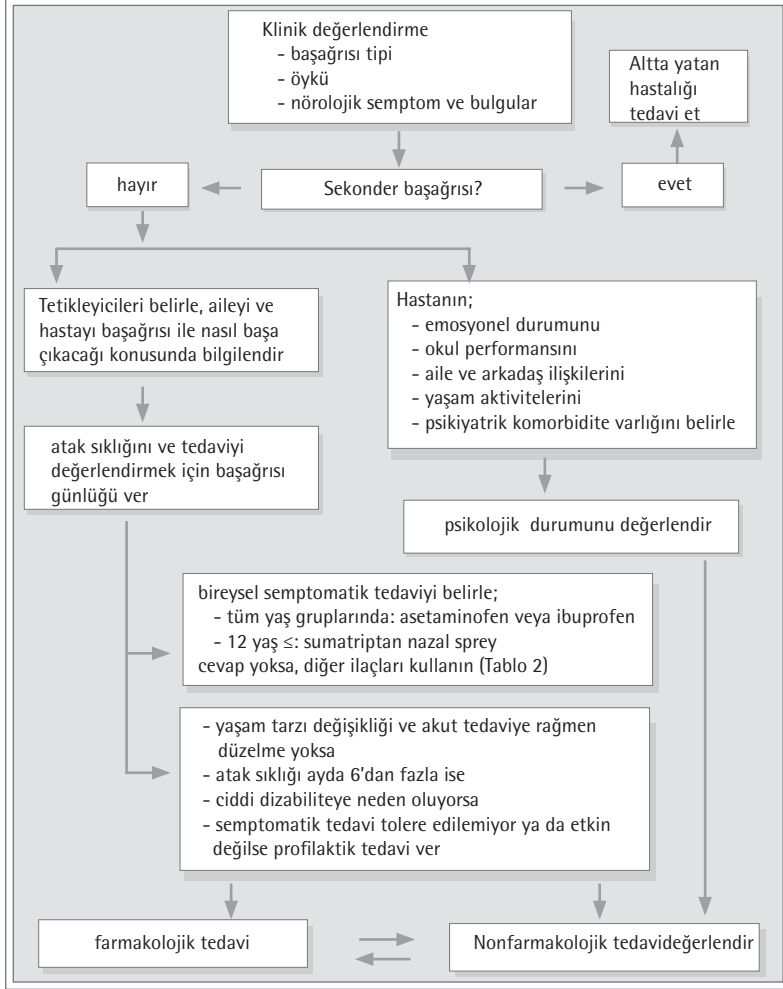 Klinik değerlendirme
- başağrısı tipi
- öykü
- nörolojik semptom ve bulgular
Altta yatan
hastalığı
tedavi et
hayır
Sekonder başağrısı?
evet
Tetikleyicileri belirle, aileyi ve
hastayı başağrısı ile nasıl başa
çıkacağı konusunda bilgilendir
Hastanın;
- emosyonel durumunu
- okul performansını
- aile ve arkadaş ilişkilerini
- yaşam aktivitelerini
- psikiyatrik komorbidite varlığını belirle
atak sıklığını ve tedaviyi
değerlendirmek için başağrısı
günlüğü ver
psikolojik durumunu değerlendir
bireysel semptomatik tedaviyi belirle;
- tüm yaş gruplarında: asetaminofen veya ibuprofen
- 12 yaş ≤: sumatriptan nazal sprey
cevap yoksa, diğer ilaçları kullanın (Tablo 2)
- yaşam tarzı değişikliği ve akut tedaviye rağmen
düzelme yoksa
- atak sıklığı ayda 6'dan fazla ise
- ciddi dizabiliteye neden oluyorsa
- semptomatik tedavi tolere edilemiyor ya da etkin
değilse profilaktik tedavi ver
farmakolojik tedavi
Nonfarmakolojik tedavideğerlendir